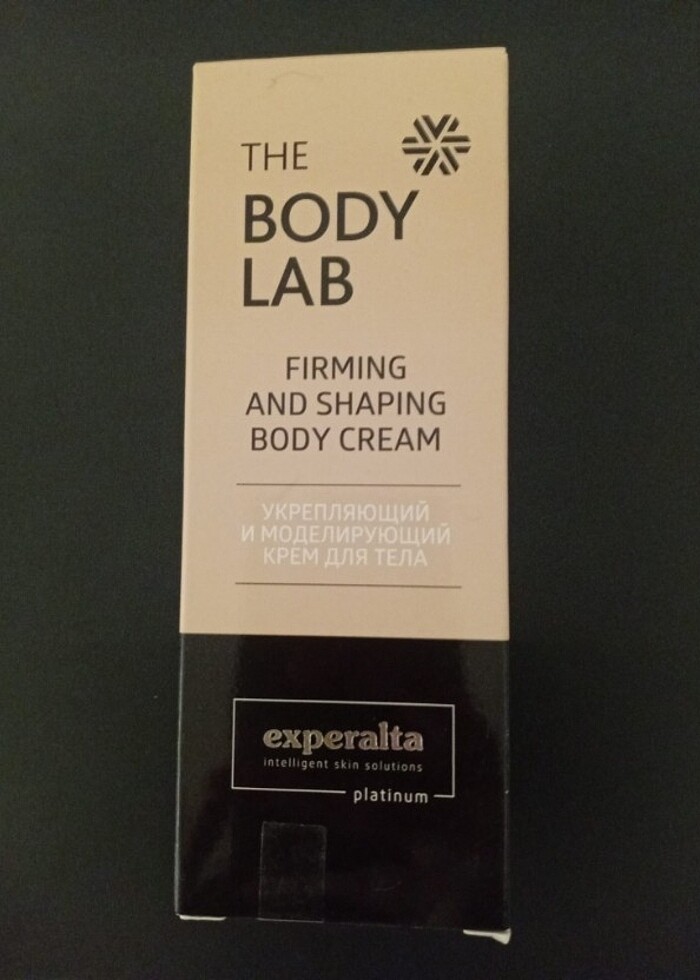 THE
BODY
LAB
FIRMING
AND SHAPING
BODY CREAM
УКРЕПЛЯЮЩИЙ
И МОДЕЛИРУЮЩИЙ
КРЕМ ДЛЯ ТЕЛА
experalta
intelligent skin solutions
platinum